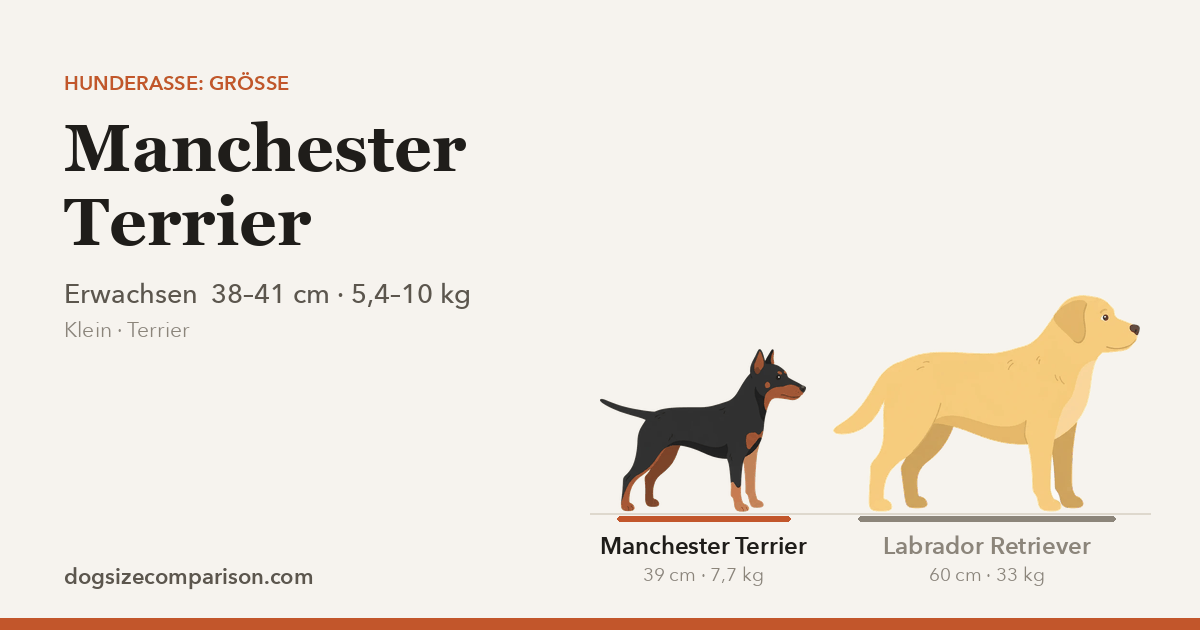 HUNDERASSE: GRÖSSE
Manchester
Terrier
Erwachsen 38–41 cm · 5,4–10 kg
Klein · Terrier
Manchester Terrier
39 cm · 7,7 kg
Labrador Retriever
60 cm · 33 kg
dogsizecomparison.com